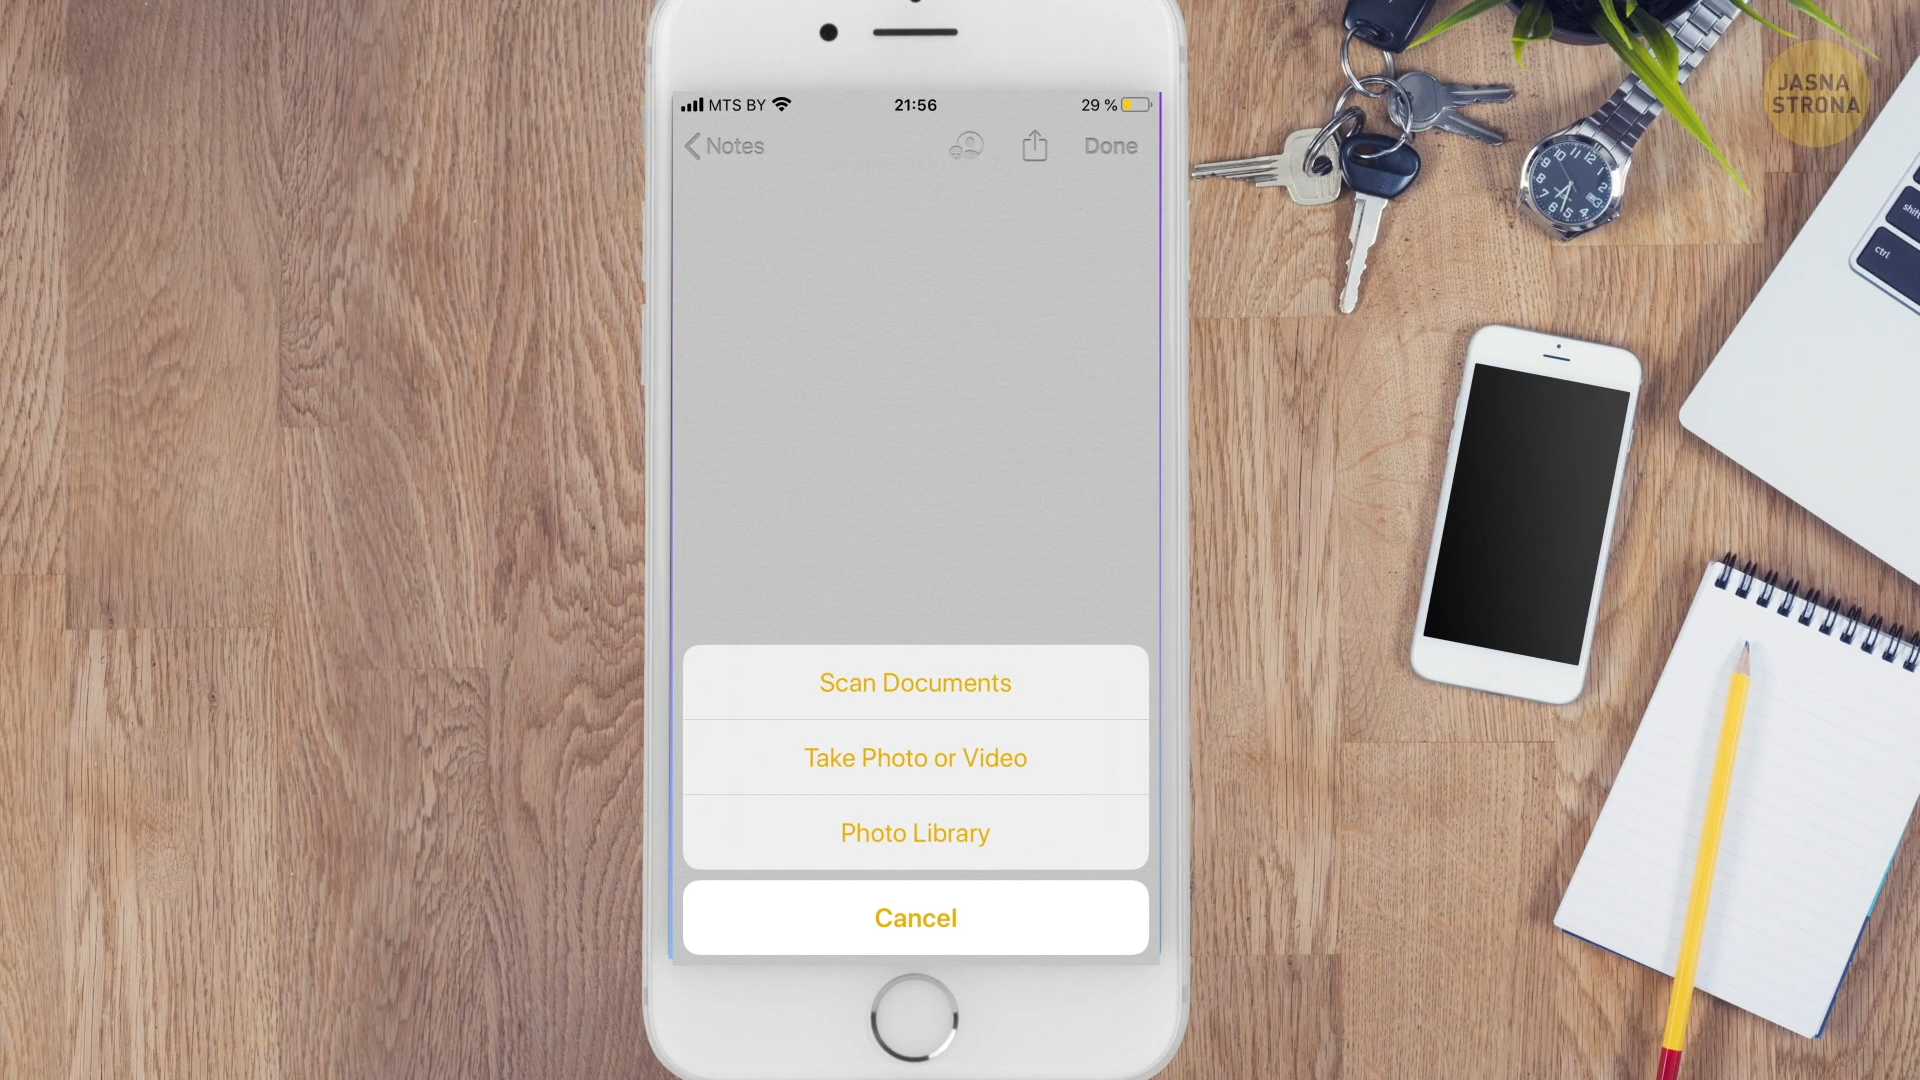 JASNA
STRONA
MTS BY
21:56
29 %
Notes
Done
Scan Documents
Take Photo or Video
Photo Library
Cancel
shift
ctrl